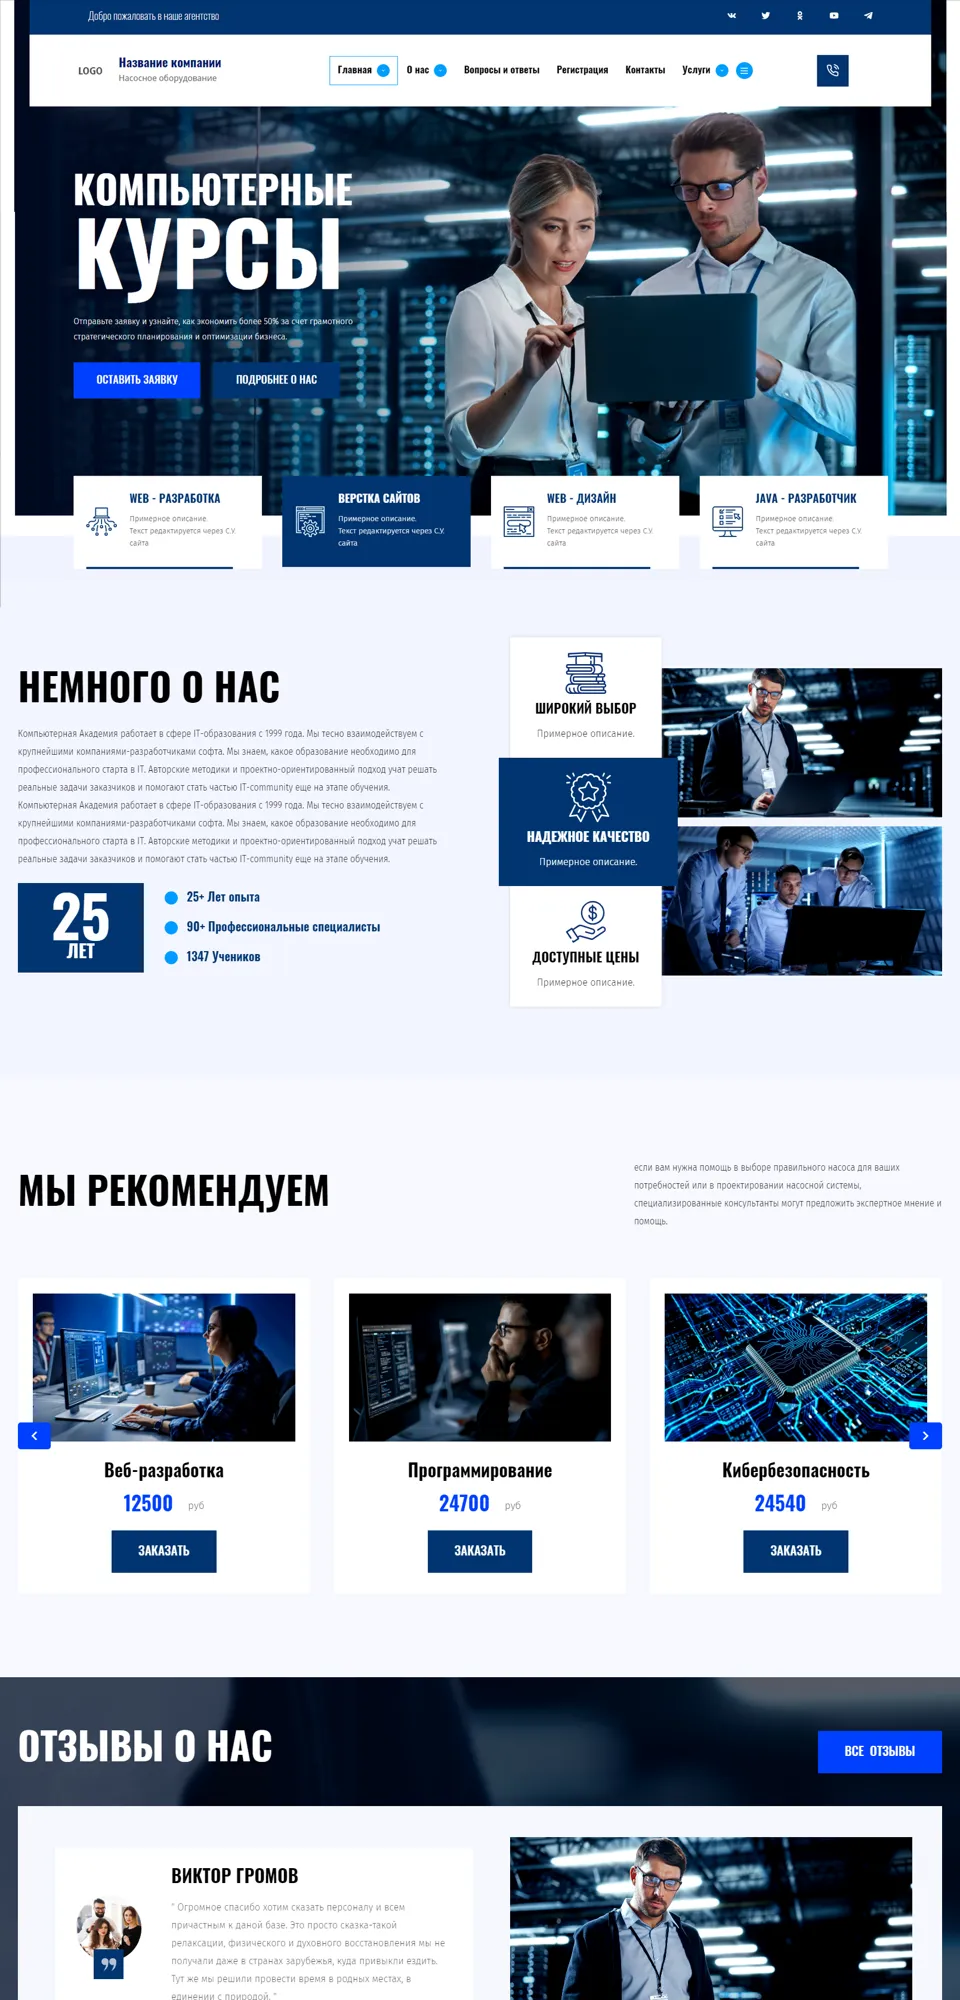 Добро пожаловать в наше агентство
LOGO
Название компании
Насосное оборудование
Главная
О нас
Вопросы и ответы
Регистрация
Контакты
Услуги
КОМПЬЮТЕРНЫЕ
КУРСЫ
Отправьте заявку и узнайте, как экономить более 50% за счет грамотного
стратегического планирования и оптимизации бизнеса.
ОСТАВИТЬ ЗАЯВКУ
ПОДРОБНЕЕ О НАС
WEB - РАЗРАБОТКА
Примерное описание.
Текст редактируется через С.У.
сайта
ВЕРСТКА САЙТОВ
Примерное описание.
Текст редактируется через С.У.
сайта
WEB - ДИЗАЙН
Примерное описание.
Текст редактируется через С.У.
сайта
JAVA - РАЗРАБОТЧИК
Примерное описание.
Текст редактируется через С.У.
сайта
НЕМНОГО О НАС
Компьютерная Академия работает в сфере IT-образования с 1999 года. Мы тесно взаимодействуем с
крупнейшими компаниями-разработчиками софта. Мы знаем, какое образование необходимо для
профессионального старта в IT. Авторские методики и проектно-ориентированный подход учат решать
реальные задачи заказчиков и помогают стать частью IT-community еще на этапе обучения.
Компьютерная Академия работает в сфере IT-образования с 1999 года. Мы тесно взаимодействуем с
крупнейшими компаниями-разработчиками софта. Мы знаем, какое образование необходимо для
профессионального старта в IT. Авторские методики и проектно-ориентированный подход учат решать
реальные задачи заказчиков и помогают стать частью IT-community еще на этапе обучения.
25
ЛЕТ
25+ Лет опыта
90+ Профессиональные специалисты
1347 Учеников
ШИРОКИЙ ВЫБОР
Примерное описание.
НАДЕЖНОЕ КАЧЕСТВО
Примерное описание.
ДОСТУПНЫЕ ЦЕНЫ
Примерное описание.
МЫ РЕКОМЕНДУЕМ
если вам нужна помощь в выборе правильного насоса для ваших
потребностей или в проектировании насосной системы,
специализированные консультанты могут предложить экспертное мнение и
помощь.
Веб-разработка
12500 руб
ЗАКАЗАТЬ
Программирование
24700 руб
ЗАКАЗАТЬ
Кибербезопасность
24540 руб
ЗАКАЗАТЬ
ОТЗЫВЫ О НАС
ВСЕ ОТЗЫВЫ
ВИКТОР ГРОМОВ
" Огромное спасибо хотим сказать персоналу и всем
причастным к даной базе. Это просто сказка-такой
релаксации, физического и духовного восстановления мы не
получали даже в странах зарубежья, куда привыкли ездить.
Тут же мы решили провести время в родных местах, в
единении с природой. "